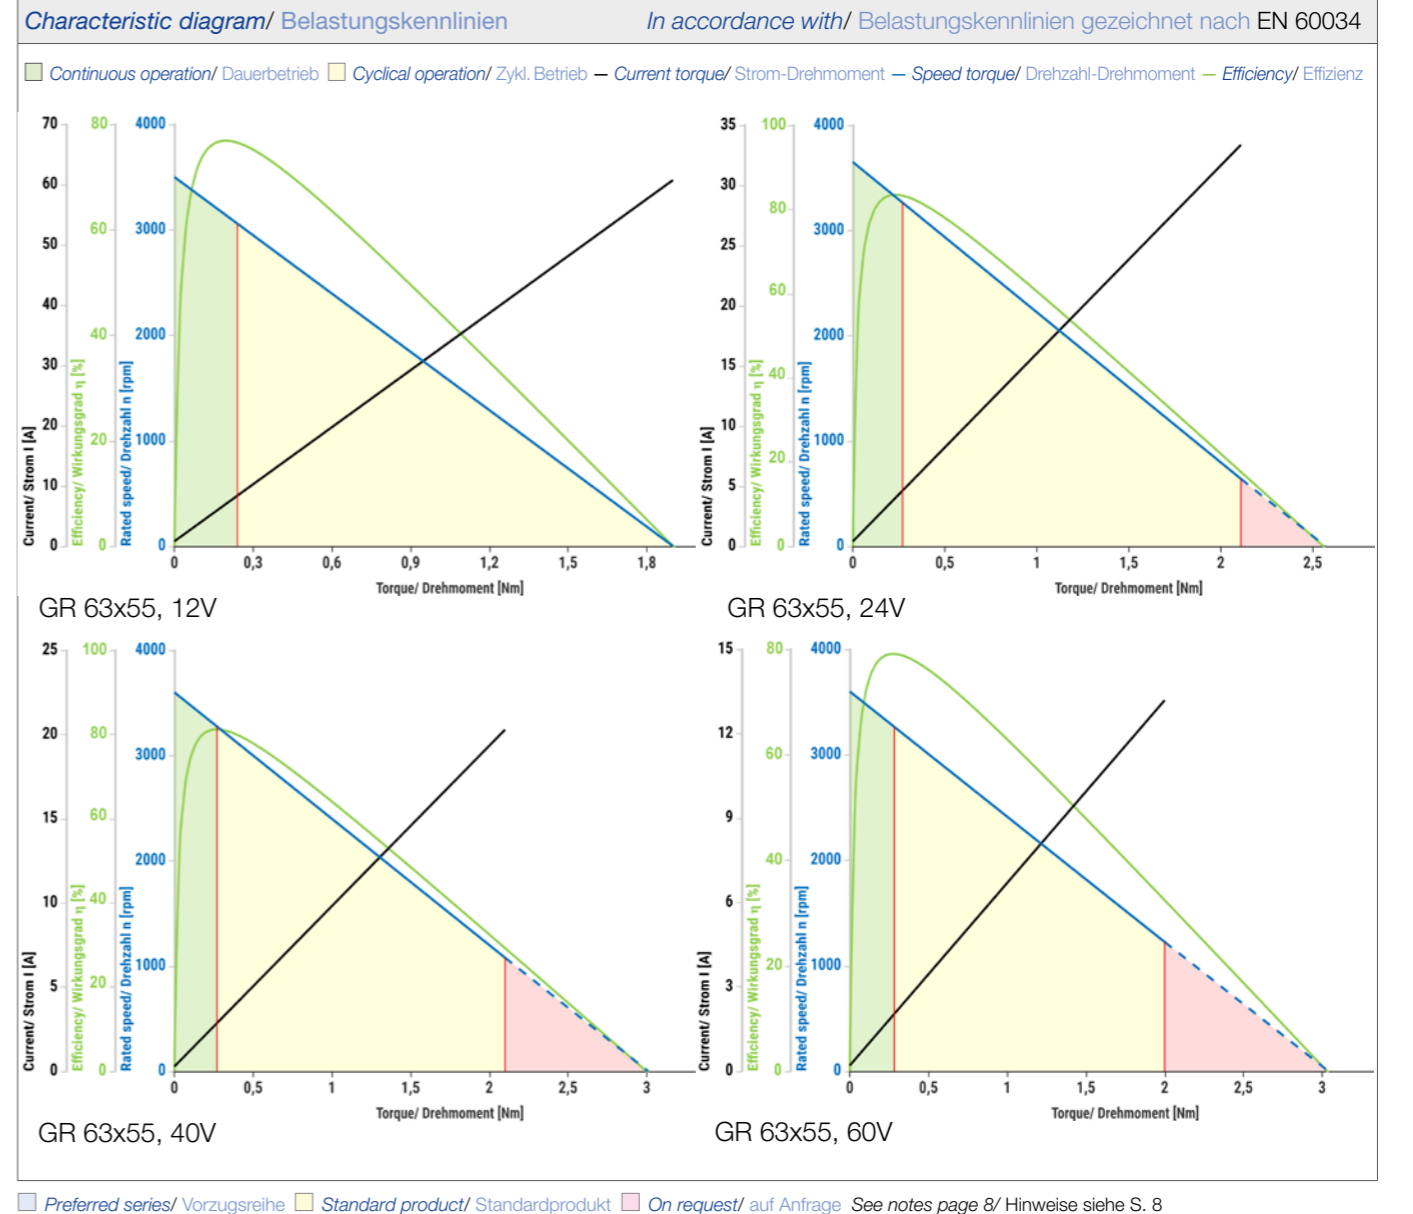 Characteristic diagram/ Belastungskennlinien In accordance with/ Belastungskennlinien gezeichnet nach EN 60034
Continuous operation/ Dauerbetrieb Cyclical operation/ Zykl. Betrieb – Current torque/ Strom-Drehmoment – Speed torque/ Drehzahl-Drehmoment – Efficiency/ Effizienz
70 60 50 40 30 20 10 0
Current/ Strom I [A]
80 60 40 20 0
Efficiency/ Wirkungsgrad η [%]
4000 3000 2000 1000 0
Rated speed/ Drehzahl n [rpm]
0 0,3 0,6 0,9 1,2 1,5 1,8
Torque/ Drehmoment [Nm]
GR 63x55, 12V
35 30 25 20 15 10 5 0
Current/ Strom I [A]
100 80 60 40 20 0
Efficiency/ Wirkungsgrad η [%]
4000 3000 2000 1000 0
Rated speed/ Drehzahl n [rpm]
0 0,5 1 1,5 2 2,5
Torque/ Drehmoment [Nm]
GR 63x55, 24V
25 20 15 10 5 0
Current/ Strom I [A]
100 80 60 40 20 0
Efficiency/ Wirkungsgrad η [%]
4000 3000 2000 1000 0
Rated speed/ Drehzahl n [rpm]
0 0,5 1 1,5 2 2,5 3
Torque/ Drehmoment [Nm]
GR 63x55, 40V
15 12 9 6 3 0
Current/ Strom I [A]
80 60 40 20 0
Efficiency/ Wirkungsgrad η [%]
4000 3000 2000 1000 0
Rated speed/ Drehzahl n [rpm]
0 0,5 1 1,5 2 2,5 3
Torque/ Drehmoment [Nm]
GR 63x55, 60V
Preferred series/ Vorzugsreihe Standard product/ Standardprodukt On request/ auf Anfrage See notes page 8/ Hinweise siehe S. 8